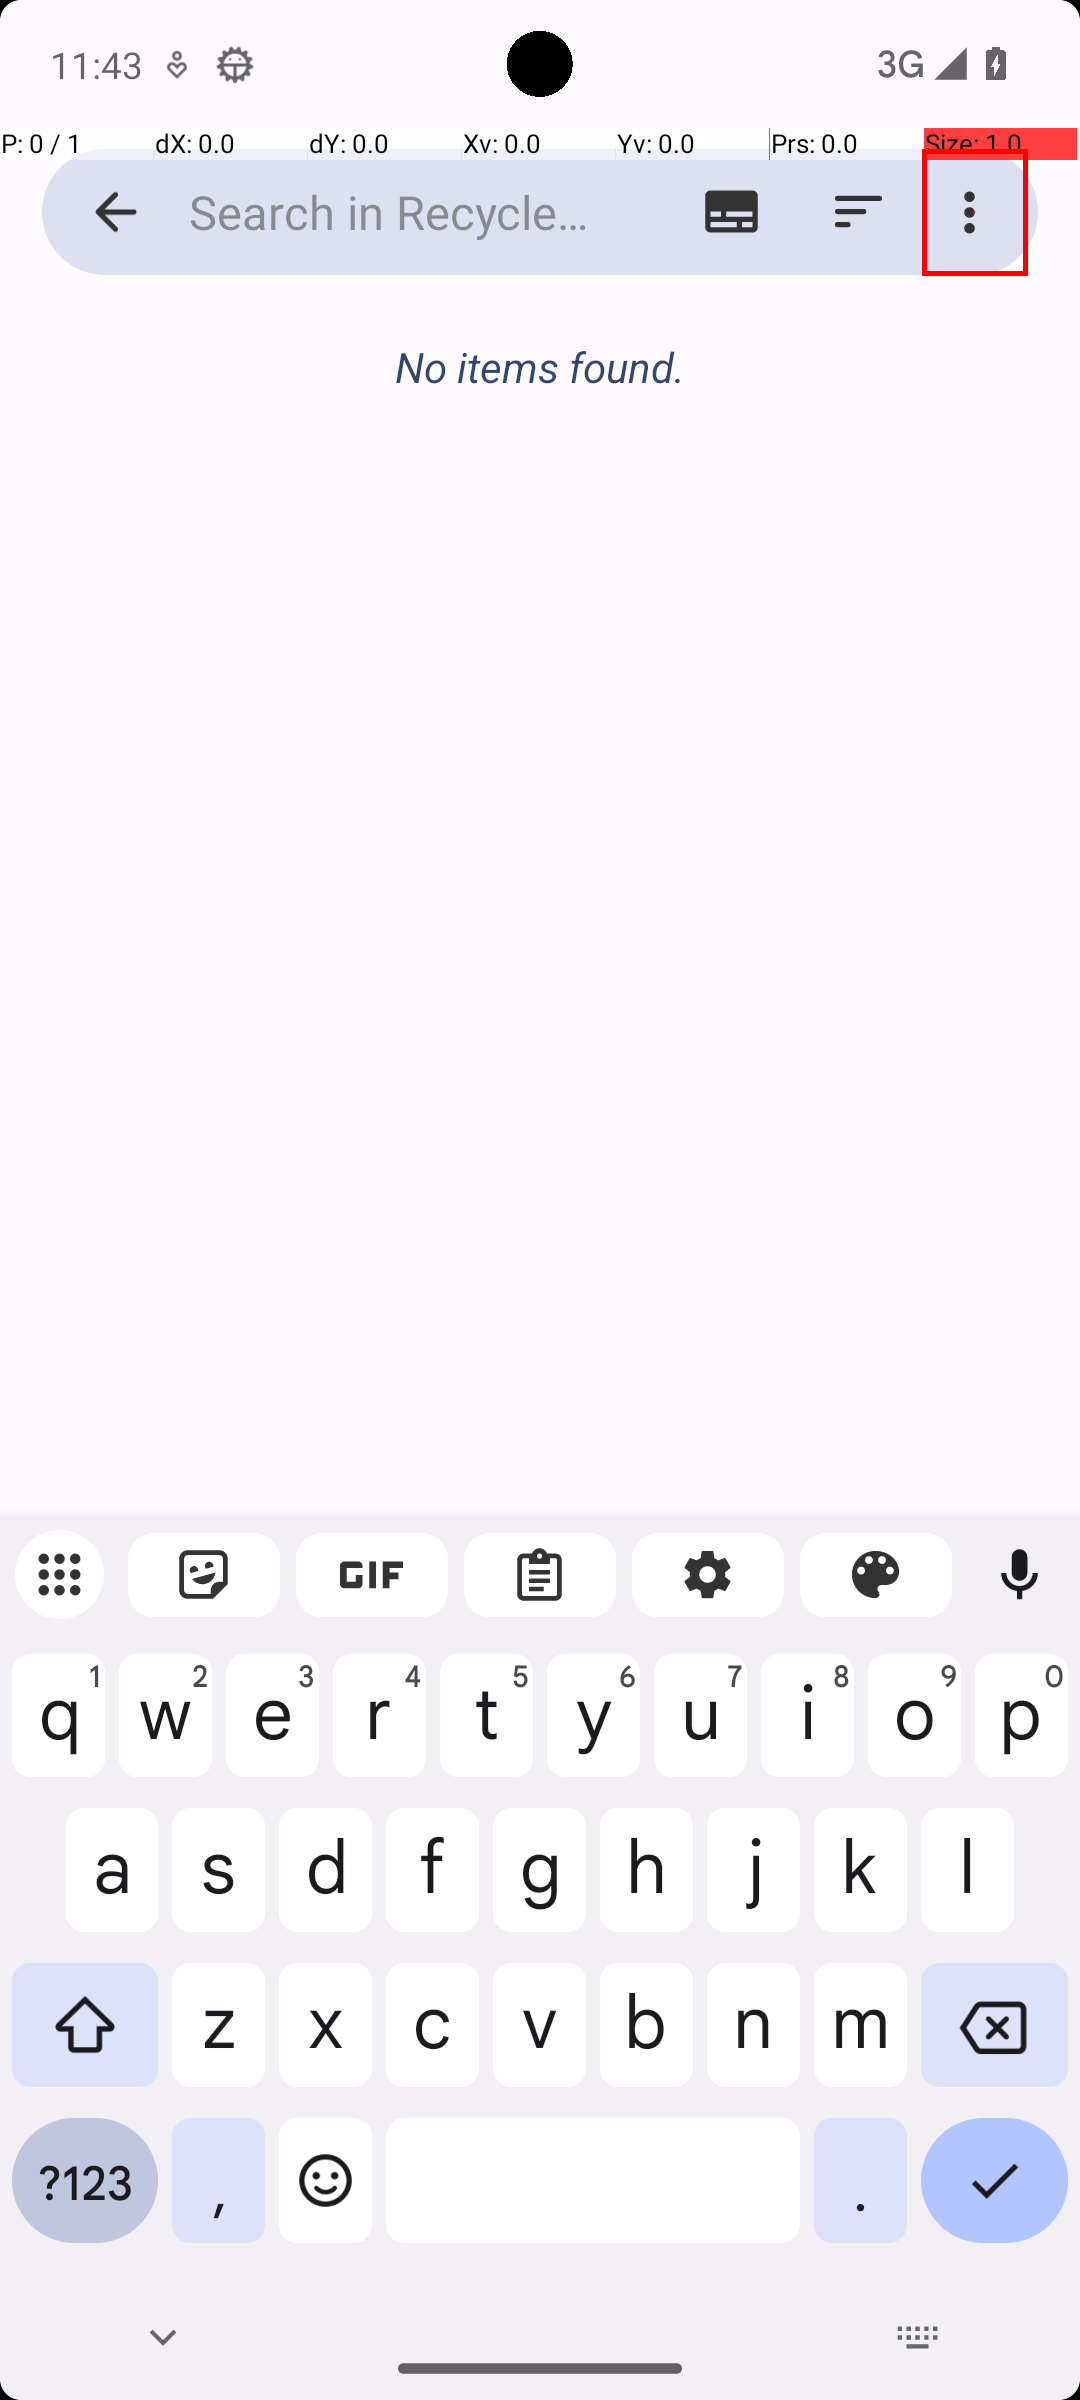 11:43 3G
P: 0 / 1 dX: 0.0 dY: 0.0 Xv: 0.0 Yv: 0.0 Prs: 0.0 Size: 1.0
Search in Recycle…
No items found.
GIF
q 1 w 2 e 3 r 4 t 5 y 6 u 7 i 8 o 9 p 0
a s d f g h j k l
z x c v b n m
?123 , .